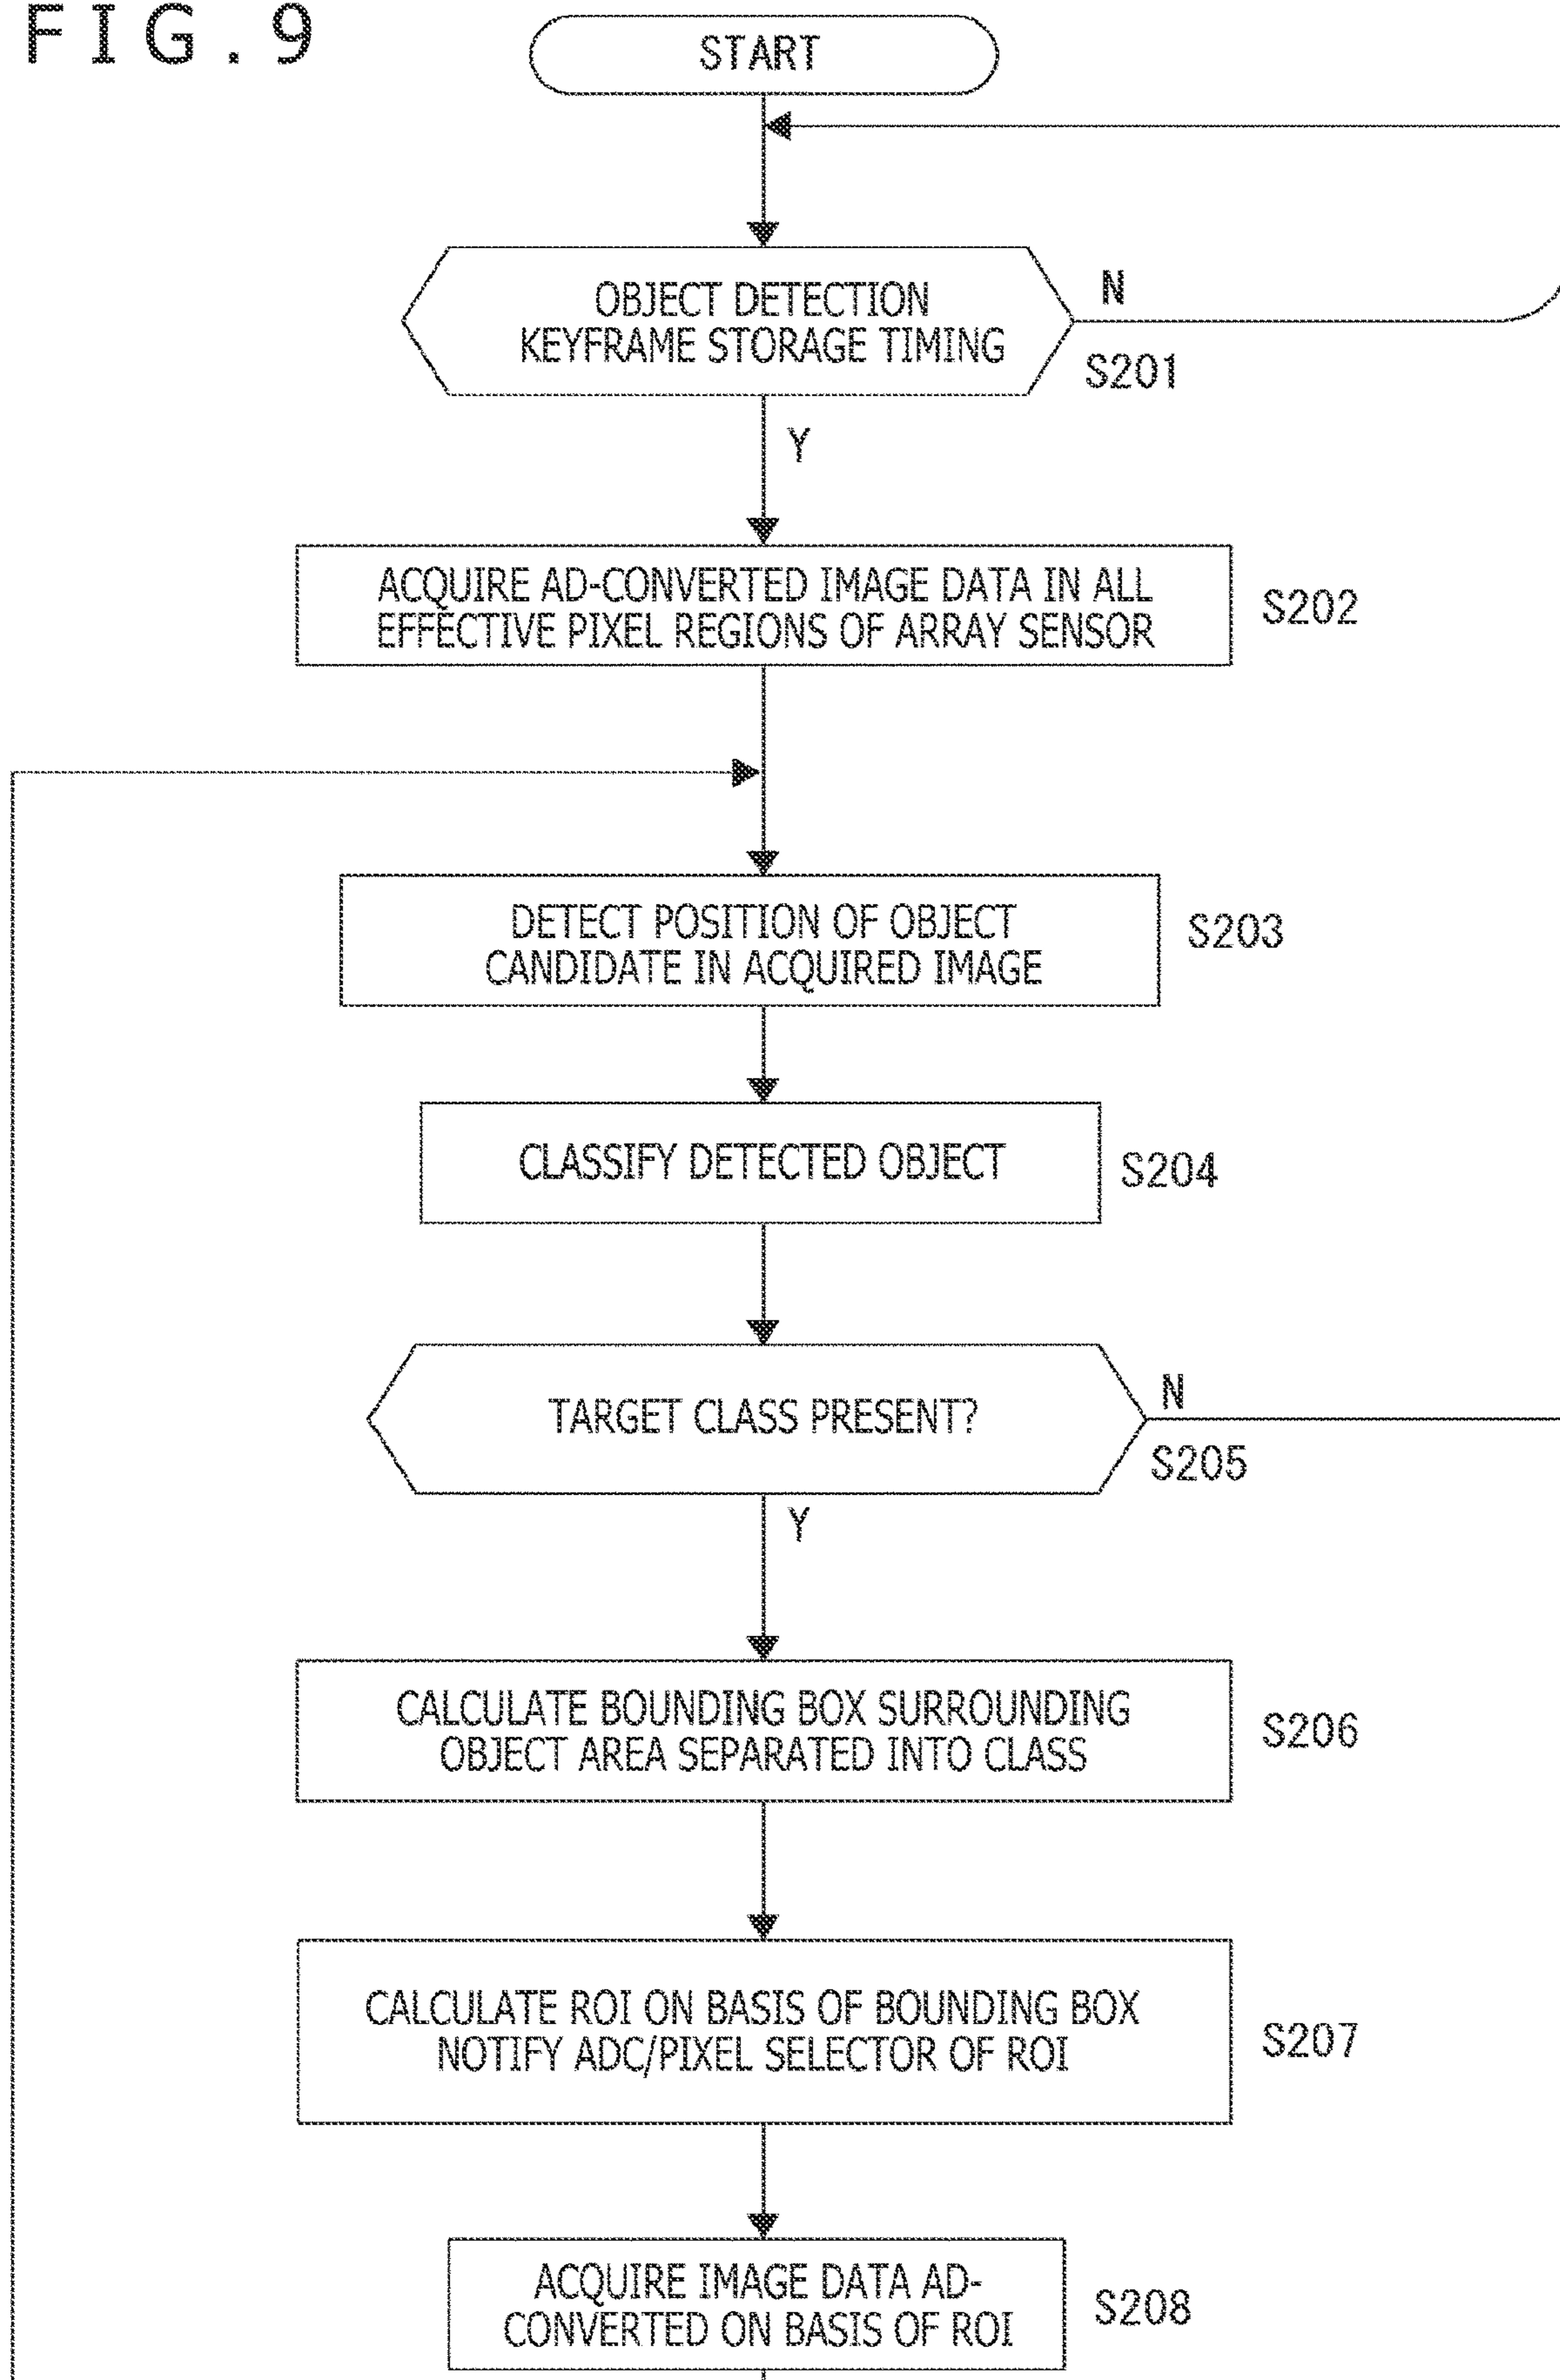 FIG.9
START
OBJECT DETECTION
KEYFRAME STORAGE TIMING
N
S201
Y
ACQUIRE AD-CONVERTED IMAGE DATA IN ALL
EFFECTIVE PIXEL REGIONS OF ARRAY SENSOR
S202
DETECT POSITION OF OBJECT
CANDIDATE IN ACQUIRED IMAGE
S203
CLASSIFY DETECTED OBJECT
S204
TARGET CLASS PRESENT?
N
S205
Y
CALCULATE BOUNDING BOX SURROUNDING
OBJECT AREA SEPARATED INTO CLASS
S206
CALCULATE ROI ON BASIS OF BOUNDING BOX
NOTIFY ADC/PIXEL SELECTOR OF ROI
S207
ACQUIRE IMAGE DATA AD-
CONVERTED ON BASIS OF ROI
S208